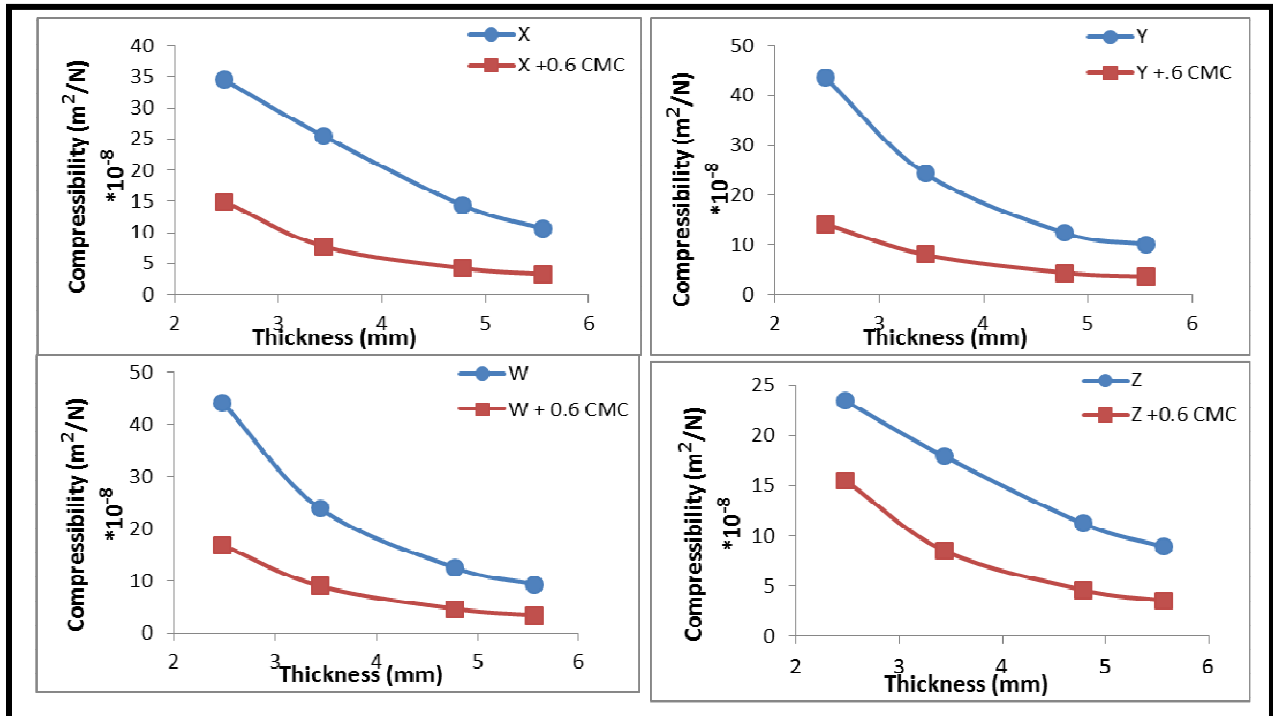 X
X +0.6 CMC
Compressibility (m²/N)
*10⁻⁸
40
35
30
25
20
15
10
5
0
2 3 4 5 6
Thickness (mm)
Y
Y +.6 CMC
Compressibility (m²/N)
*10⁻⁸
50
40
30
20
10
0
2 3 4 5 6
Thickness (mm)
W
W + 0.6 CMC
Compressibility (m²/N)
*10⁻⁸
50
40
30
20
10
0
2 3 4 5 6
Thickness (mm)
Z
Z +0.6 CMC
Compressibility (m²/N)
*10⁻⁸
25
20
15
10
5
0
2 3 4 5 6
Thickness (mm)